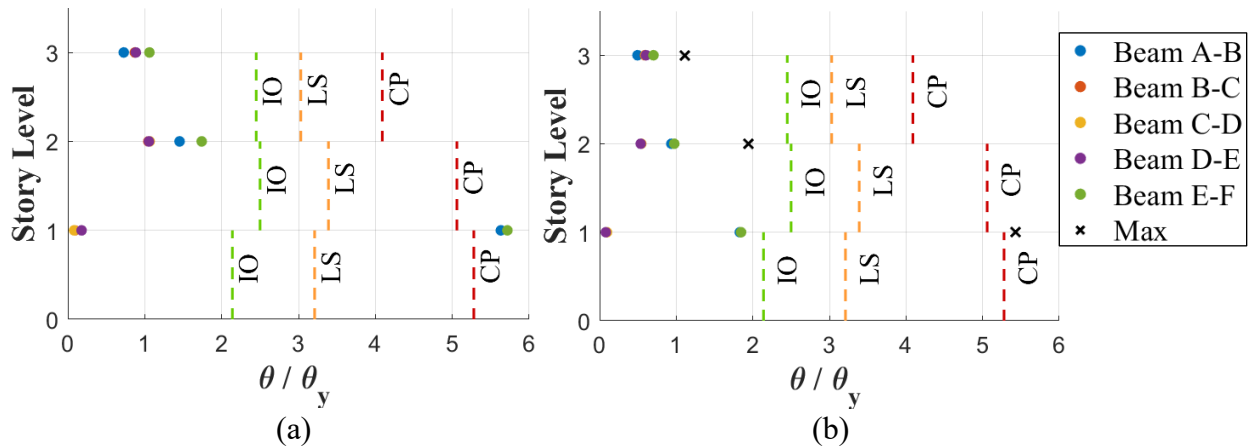 Story Level
3
2
1
0
IO
LS
CP
IO
LS
CP
IO
LS
CP
0 1 2 3 4 5 6
θ / θy
(a)
Story Level
3
2
1
0
IO
LS
CP
IO
LS
CP
IO
LS
CP
0 1 2 3 4 5 6
θ / θy
(b)
Beam A-B
Beam B-C
Beam C-D
Beam D-E
Beam E-F
Max